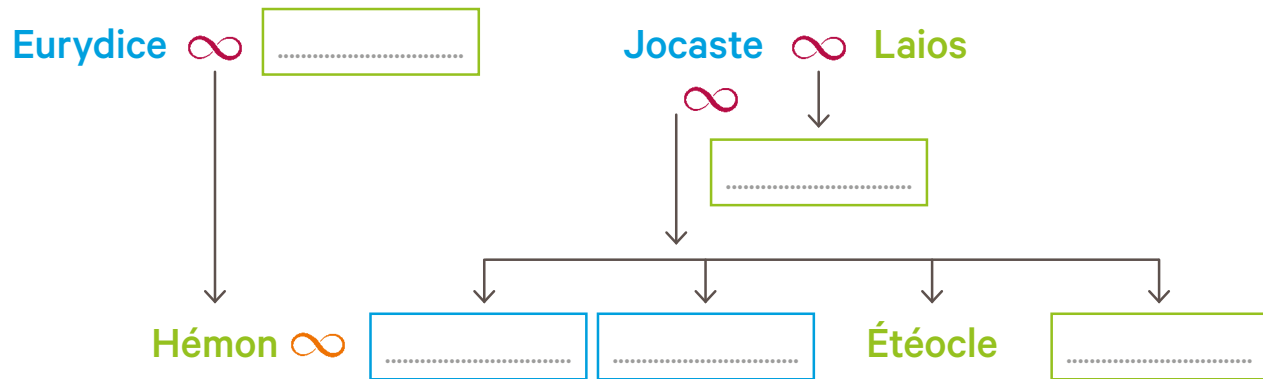 Eurydice ∞ ................................ Jocaste ∞ Laios
∞
................................
Hémon ∞ ................................ ................................ Étéocle ................................